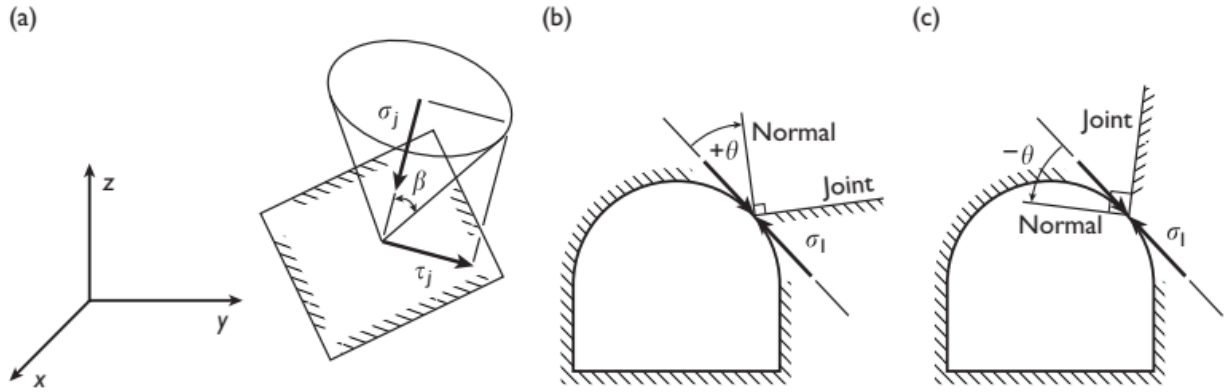 (a)
z
y
x
σj
β
τj
(b)
Normal
+θ
Joint
σ1
(c)
Joint
−θ
Normal
σ1